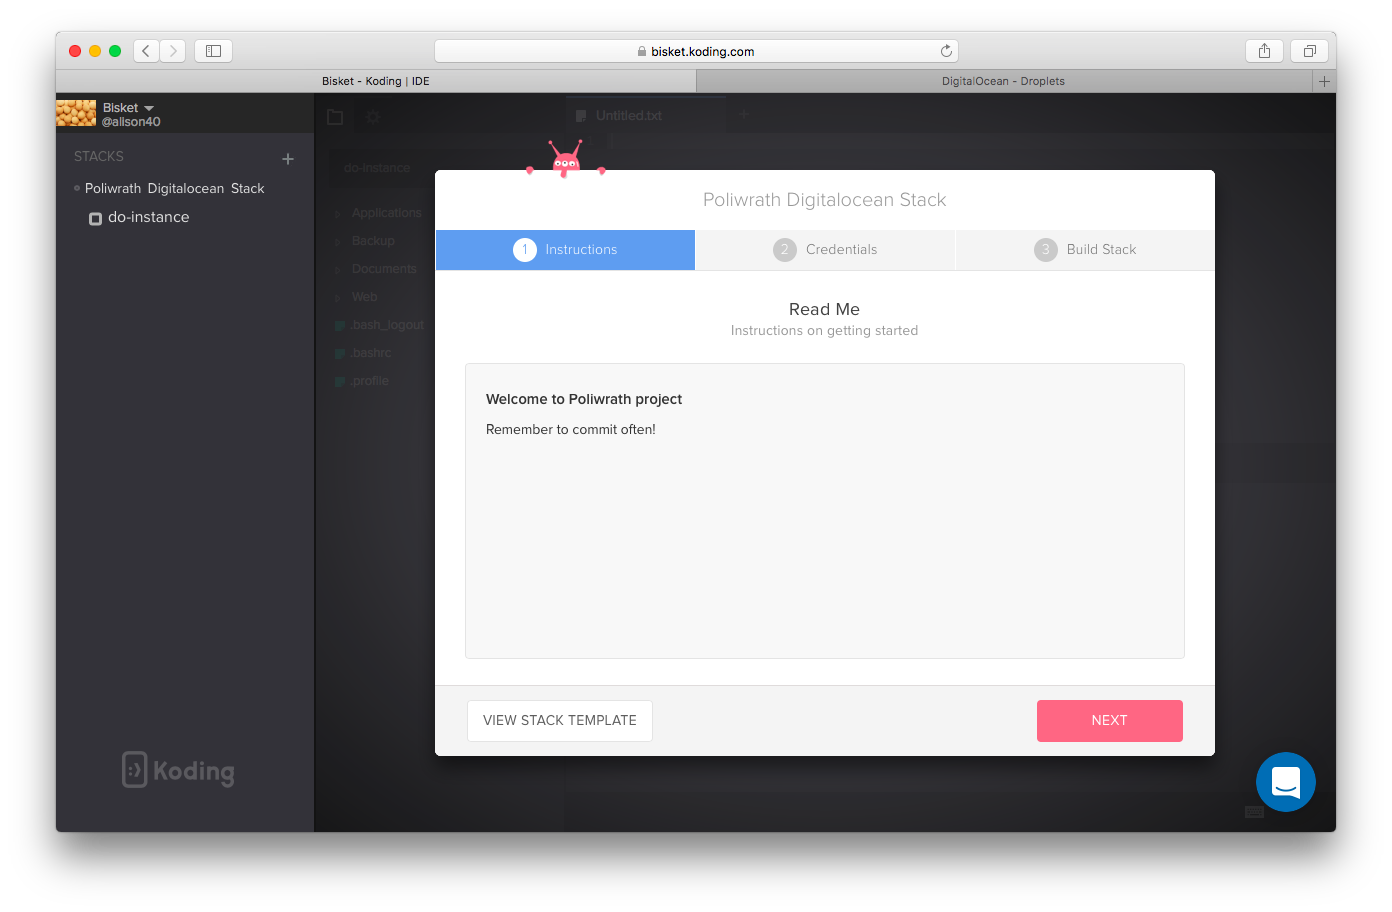 bisket.koding.com
Bisket - Koding | IDE
DigitalOcean - Droplets
Bisket
@alison40
STACKS
Poliwrath Digitalocean Stack
do-instance
Koding
Untitled.txt
do-instance
Applications
Backup
Documents
Web
.bash_logout
.bashrc
.profile
Poliwrath Digitalocean Stack
1 Instructions
2 Credentials
3 Build Stack
Read Me
Instructions on getting started
Welcome to Poliwrath project
Remember to commit often!
VIEW STACK TEMPLATE
NEXT